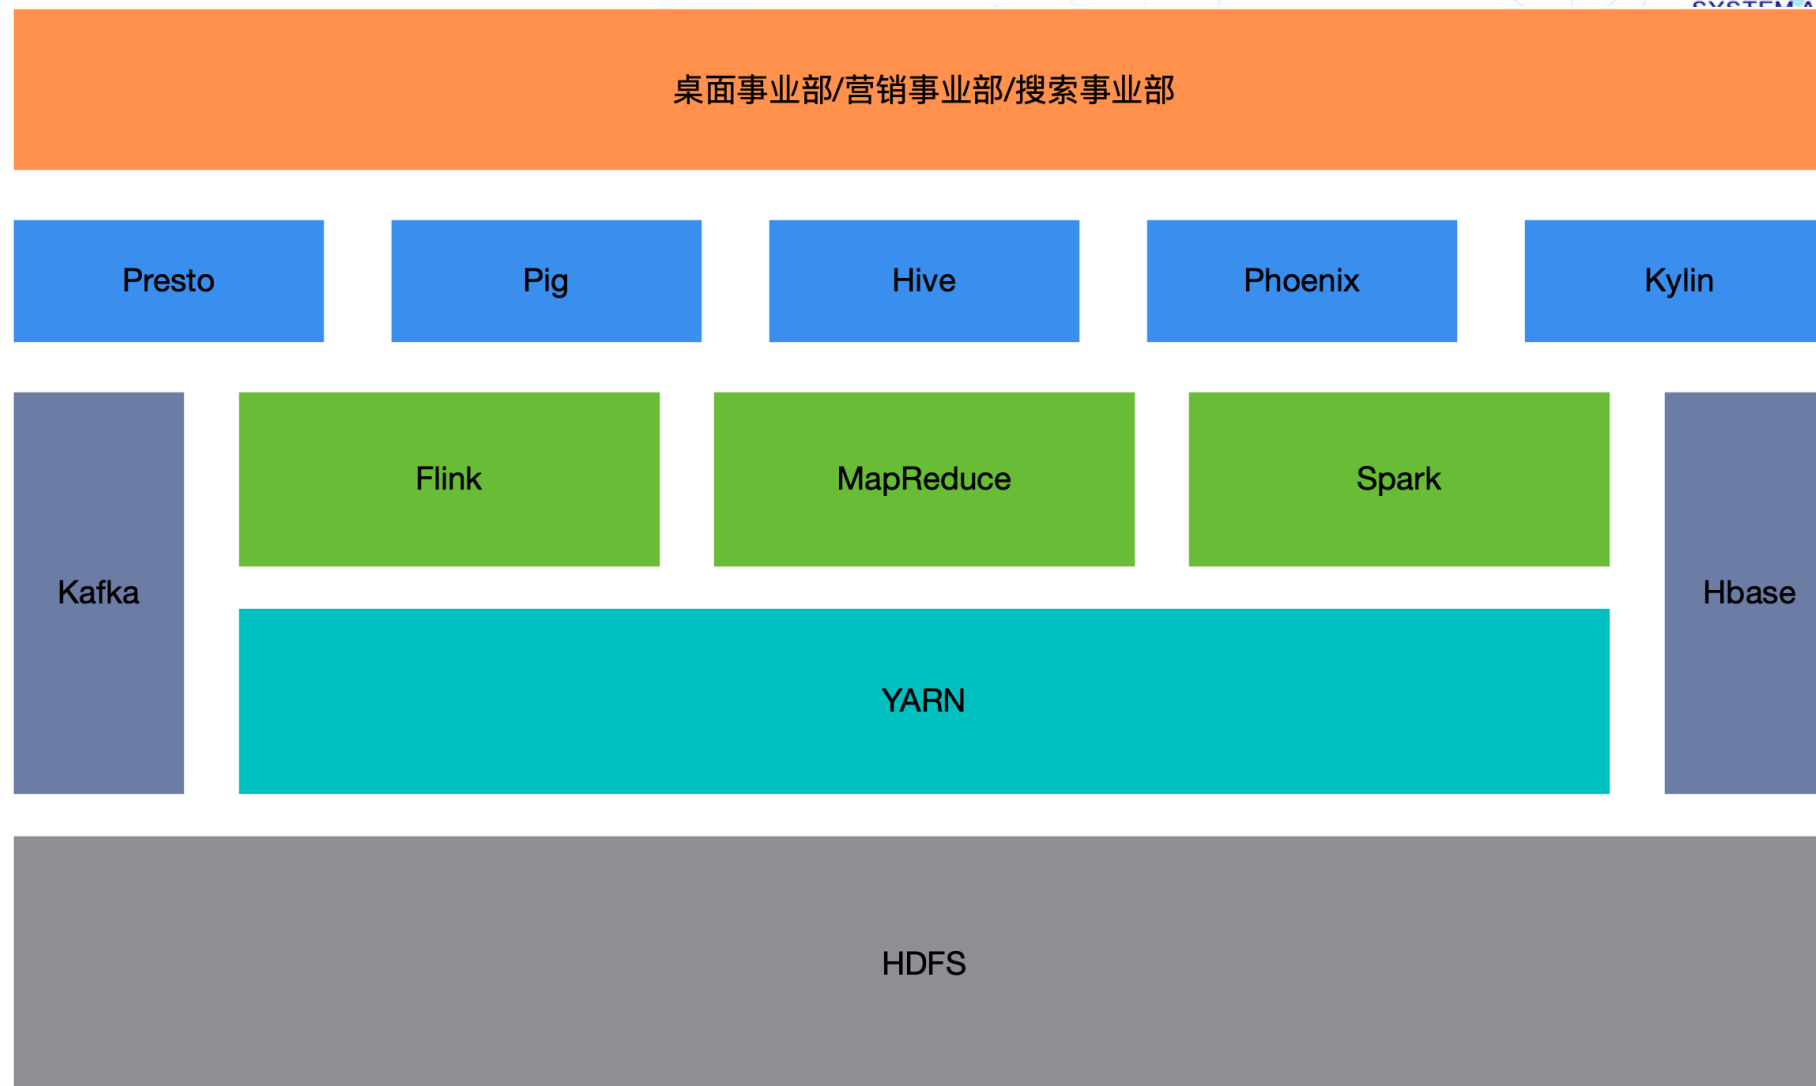 SYSTEM A
桌面事业部/营销事业部/搜索事业部
Presto
Pig
Hive
Phoenix
Kylin
Flink
MapReduce
Spark
Kafka
Hbase
YARN
HDFS